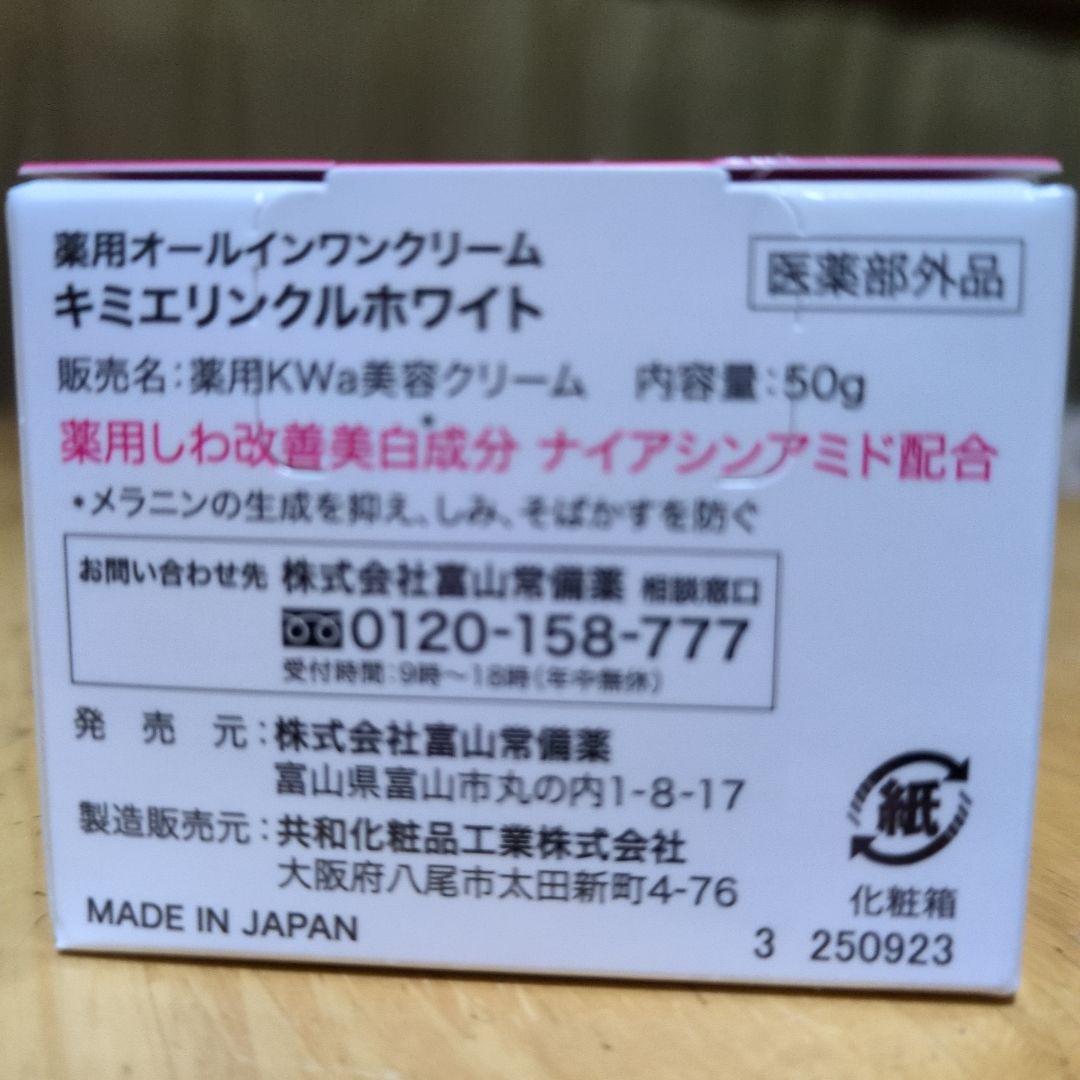 薬用オールインワンクリーム
キミエリンクルホワイト
医薬部外品
販売名:薬用KWa美容クリーム 内容量:50g
薬用しわ改善美白*成分 ナイアシンアミド配合
*メラニンの生成を抑え、しみ、そばかすを防ぐ
お問い合わせ先 株式会社富山常備薬 相談窓口
0120-158-777
受付時間:9時〜18時(年中無休)
発売元:株式会社富山常備薬
富山県富山市丸の内1-8-17
製造販売元:共和化粧品工業株式会社
大阪府八尾市太田新町4-76
紙
化粧箱
MADE IN JAPAN
3 250923